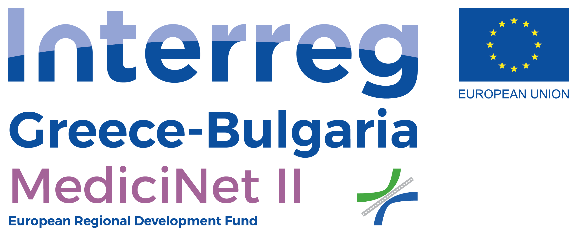 Interreg
EUROPEAN UNION
Greece-Bulgaria
MediciNet II
European Regional Development Fund